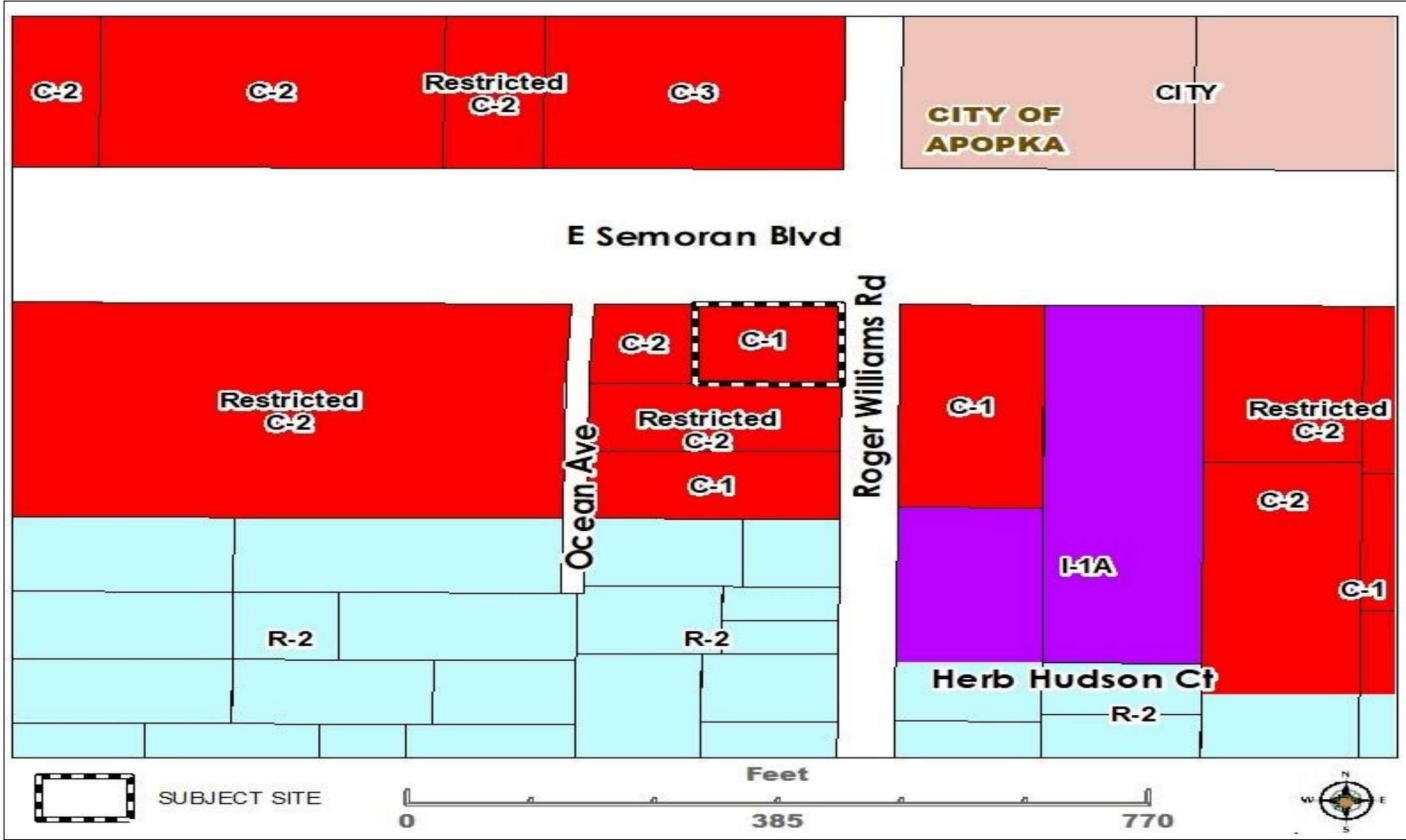 C-2
C-2
Restricted
C-2
C-3
CITY
CITY OF
APOPKA
E Semoran Blvd
Roger Williams Rd
C-2
C-1
Restricted
C-2
Restricted
C-2
C-1
Ocean Ave
C-1
Restricted
C-2
C-2
I-1A
C-1
R-2
R-2
Herb Hudson Ct
R-2
SUBJECT SITE
Feet
0
385
770
N
W
E
S